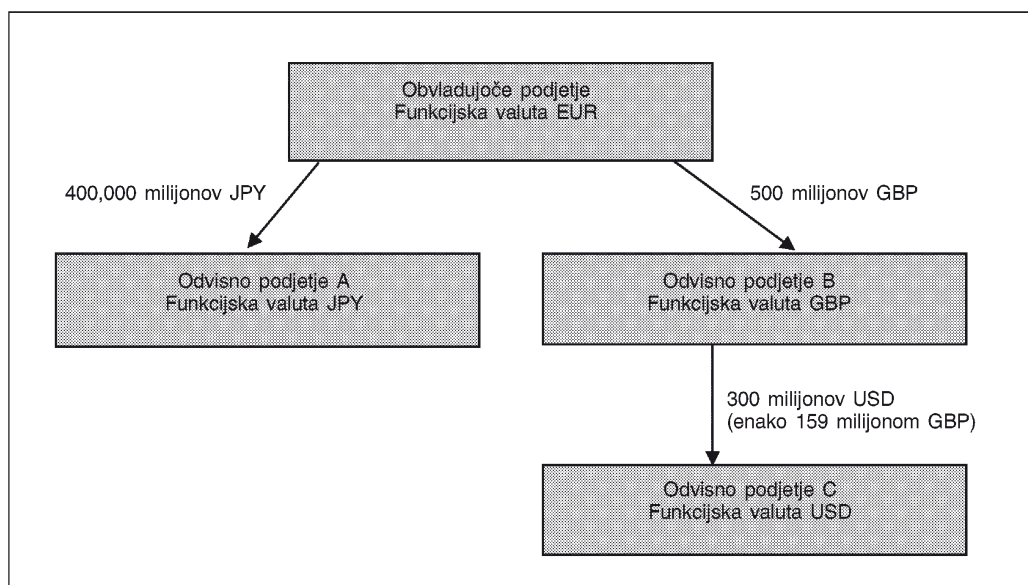 Obvladujoče podjetje
Funkcijska valuta EUR
400,000 milijonov JPY
500 milijonov GBP
Odvisno podjetje A
Funkcijska valuta JPY
Odvisno podjetje B
Funkcijska valuta GBP
300 milijonov USD
(enako 159 milijonom GBP)
Odvisno podjetje C
Funkcijska valuta USD